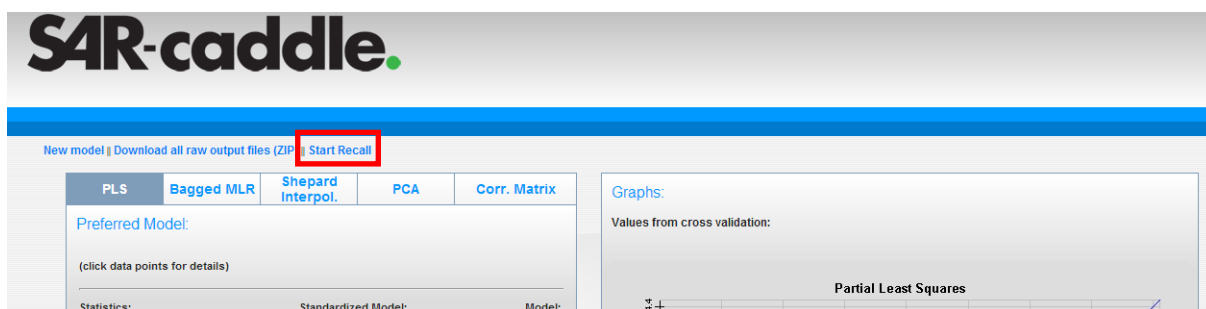 SAR-caddle.
New model || Download all raw output files (ZIP) || Start Recall
PLS Bagged MLR Shepard Interpol. PCA Corr. Matrix
Preferred Model:
(click data points for details)
Statistics: Standardized Model: Model:
Graphs:
Values from cross validation:
Partial Least Squares